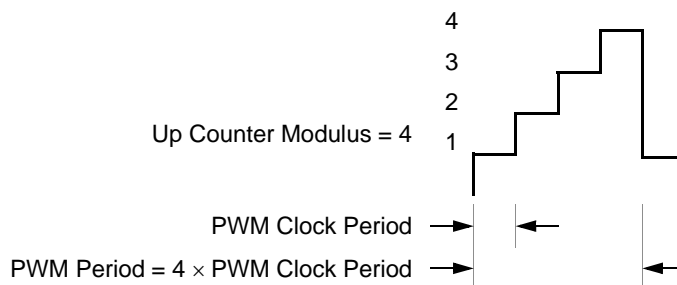 4
3
2
Up Counter Modulus = 4
1
PWM Clock Period
PWM Period = 4 × PWM Clock Period